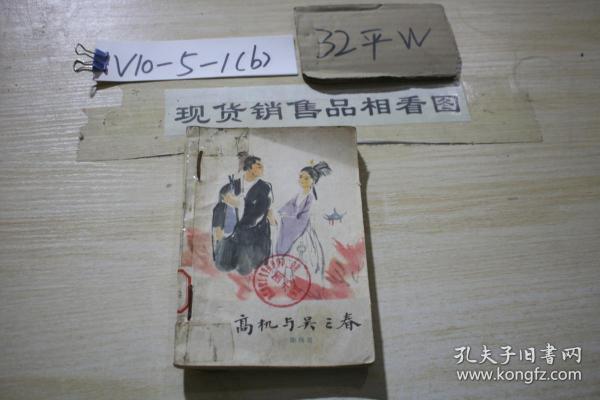 V10-5-1(b)
32平W
现货销售品相看图
高机与吴三春
孔夫子旧书网
www.kongfz.com